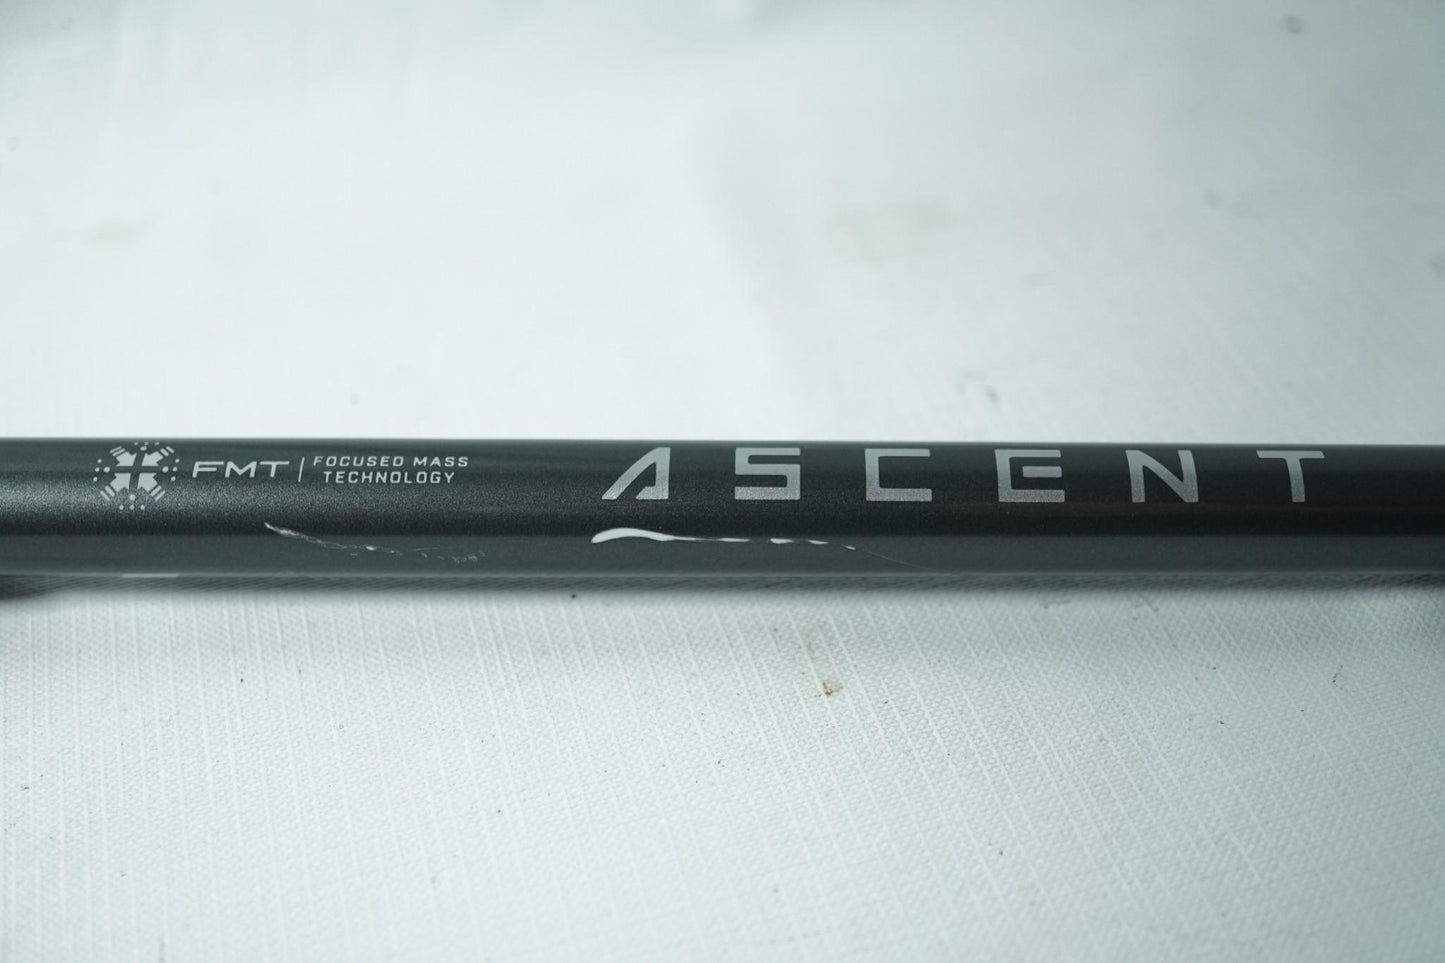 FMT | FOCUSED MASS
TECHNOLOGY
ASCENT